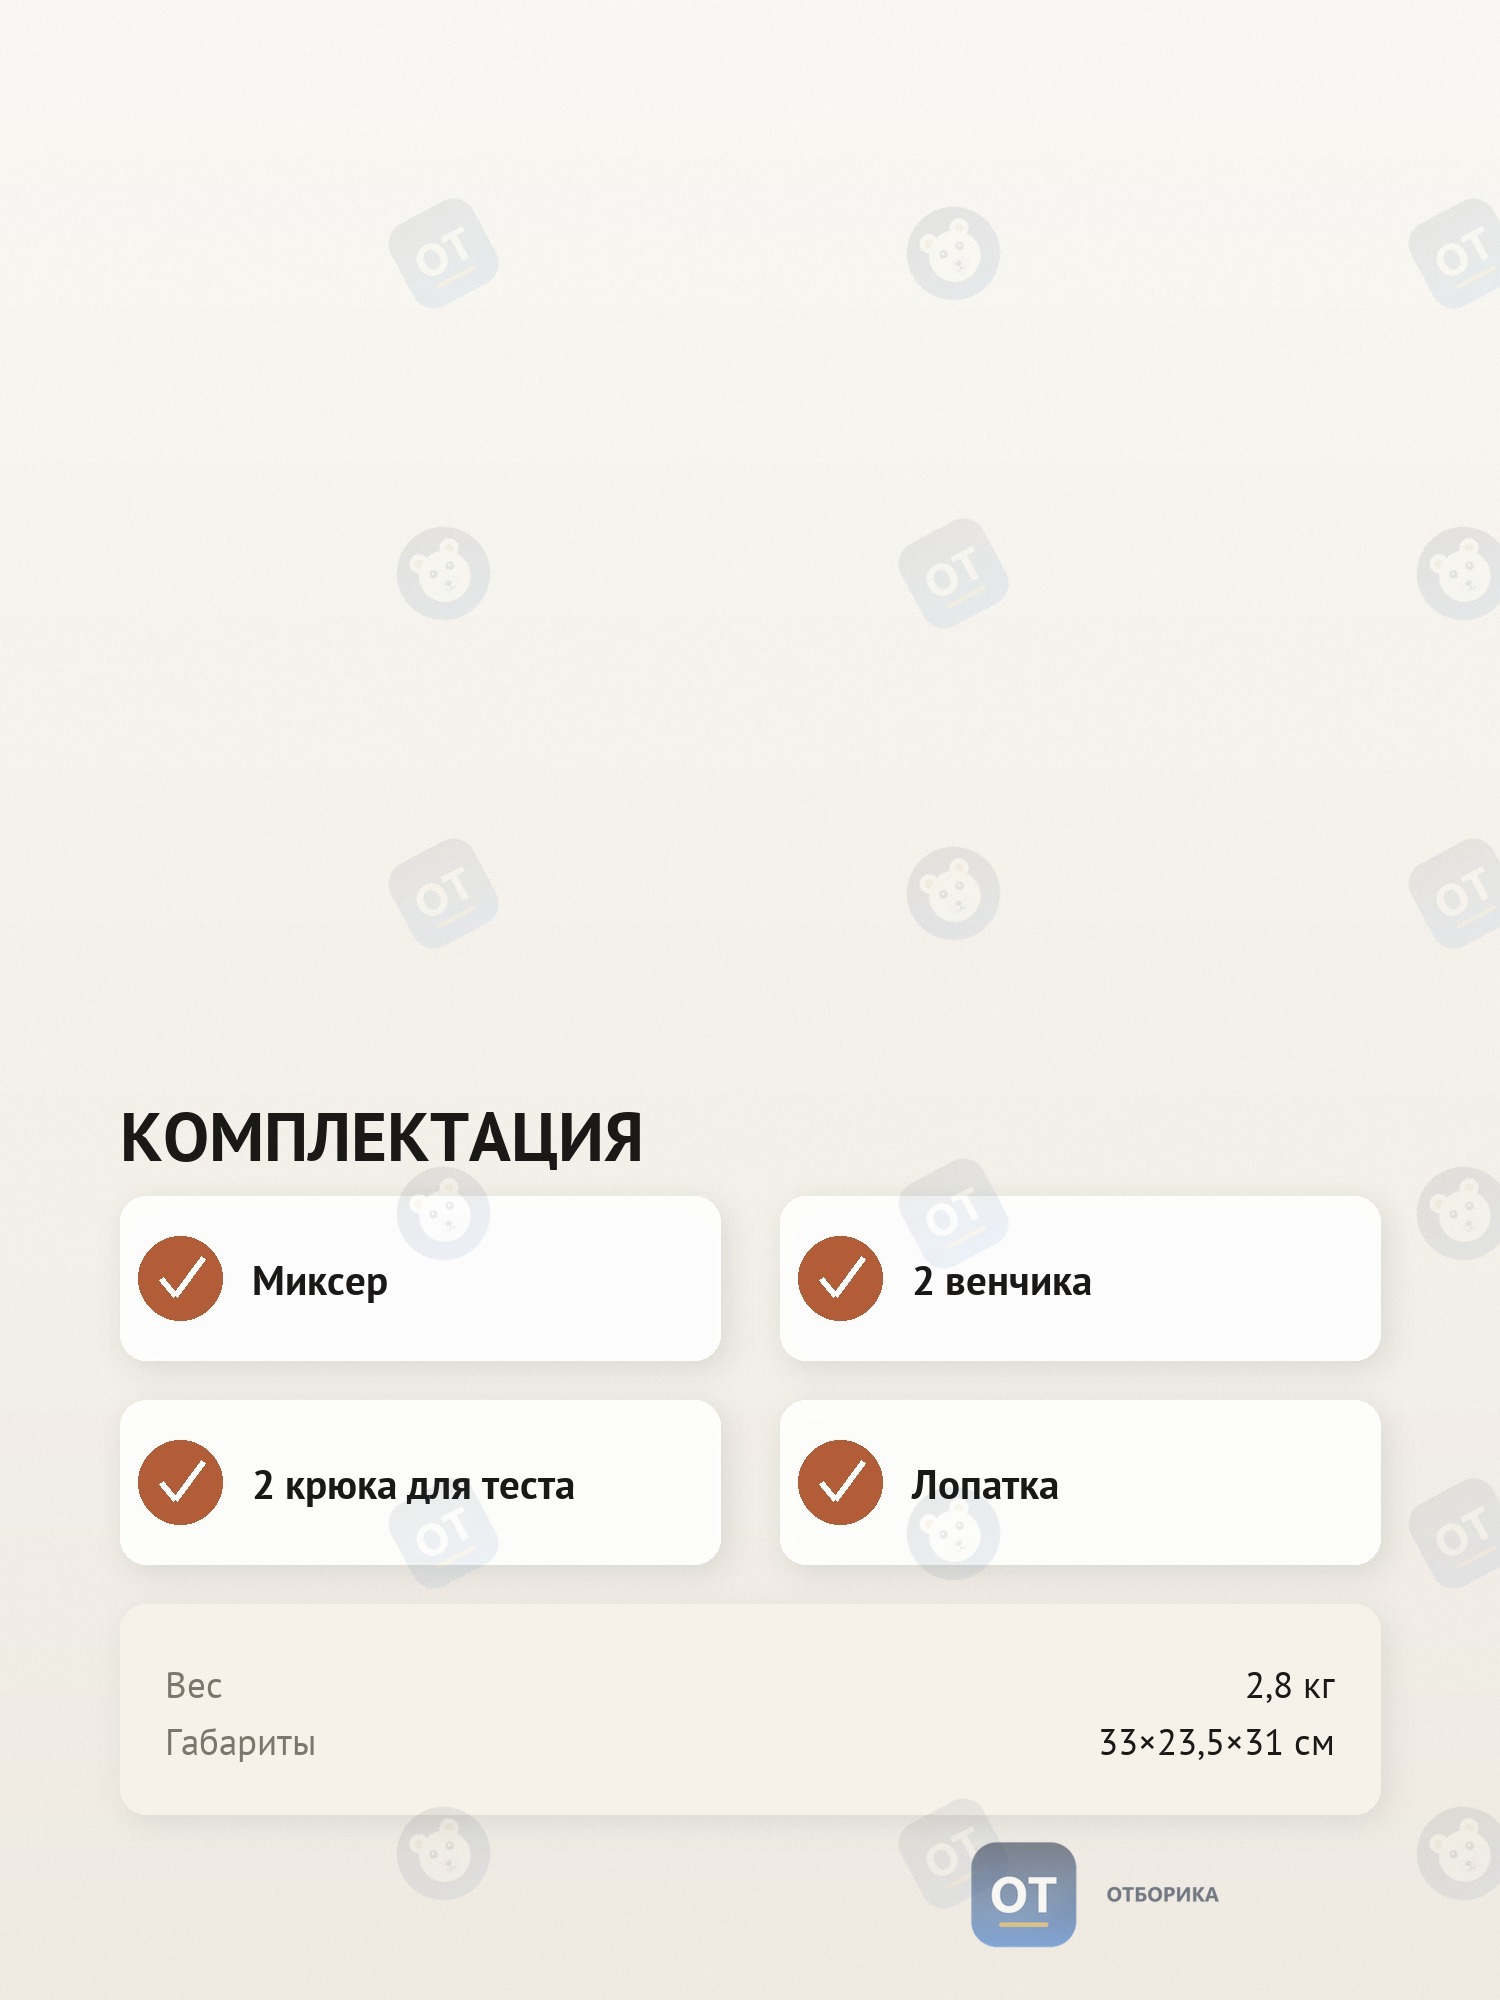 КОМПЛЕКТАЦИЯ
Миксер
2 венчика
2 крюка для теста
Лопатка
Вес
2,8 кг
Габариты
33×23,5×31 см
ОТ
ОТБОРИКА